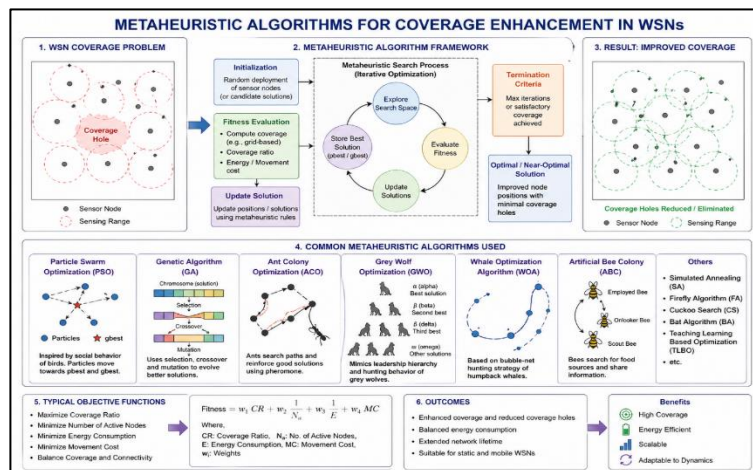 METAHEURISTIC ALGORITHMS FOR COVERAGE ENHANCEMENT IN WSNs
1. WSN COVERAGE PROBLEM
Coverage
Hole
Sensor Node
Sensing Range
2. METAHEURISTIC ALGORITHM FRAMEWORK
Initialization
Random deployment
of sensor nodes
(or candidate solutions)
Fitness Evaluation
• Compute coverage
(e.g., grid-based)
• Coverage ratio
• Energy / Movement
cost
Update Solution
Update positions / solutions
using metaheuristic rules
Metaheuristic Search Process
(Iterative Optimization)
Explore
Search Space
Evaluate
Fitness
Update
Solutions
Store Best
Solution
(pbest / gbest)
Termination
Criteria
Max iterations
or satisfactory
coverage
achieved
Optimal / Near-Optimal
Solution
Improved node
positions with
minimal coverage
holes
3. RESULT: IMPROVED COVERAGE
Coverage Holes Reduced / Eliminated
Sensor Node
Sensing Range
4. COMMON METAHEURISTIC ALGORITHMS USED
Particle Swarm
Optimization (PSO)
Particles
gbest
Inspired by social behavior
of birds. Particles move
towards pbest and gbest.
Genetic Algorithm
(GA)
Chromosome (solution)
Selection
Crossover
Mutation
Uses selection, crossover
and mutation to evolve
better solutions.
Ant Colony
Optimization (ACO)
Ants search paths and
reinforce good solutions
using pheromone.
Grey Wolf
Optimization (GWO)
α (alpha)
Best solution
β (beta)
Second best
δ (delta)
Third best
ω (omega)
Other solutions
Mimics leadership hierarchy
and hunting behavior of
grey wolves.
Whale Optimization
Algorithm (WOA)
Based on bubble-net
hunting strategy of
humpback whales.
Artificial Bee Colony
(ABC)
Employed Bee
Onlooker Bee
Scout Bee
Bees search for food
sources and share
information.
Others
• Simulated Annealing
(SA)
• Firefly Algorithm (FA)
• Cuckoo Search (CS)
• Bat Algorithm (BA)
• Teaching Learning
Based Optimization
(TLBO)
• etc.
5. TYPICAL OBJECTIVE FUNCTIONS
• Maximize Coverage Ratio
• Minimize Number of Active Nodes
• Minimize Energy Consumption
• Minimize Movement Cost
• Balance Coverage and Connectivity
Fitness = w₁ CR + w₂ 1/Nₐ + w₃ 1/E + w₄ MC
Where,
CR: Coverage Ratio, Nₐ: No. of Active Nodes,
E: Energy Consumption, MC: Movement Cost,
wᵢ: Weights
6. OUTCOMES
• Enhanced coverage and reduced coverage holes
• Balanced energy consumption
• Extended network lifetime
• Suitable for static and mobile WSNs
Benefits
High Coverage
Energy Efficient
Scalable
Adaptable to Dynamics